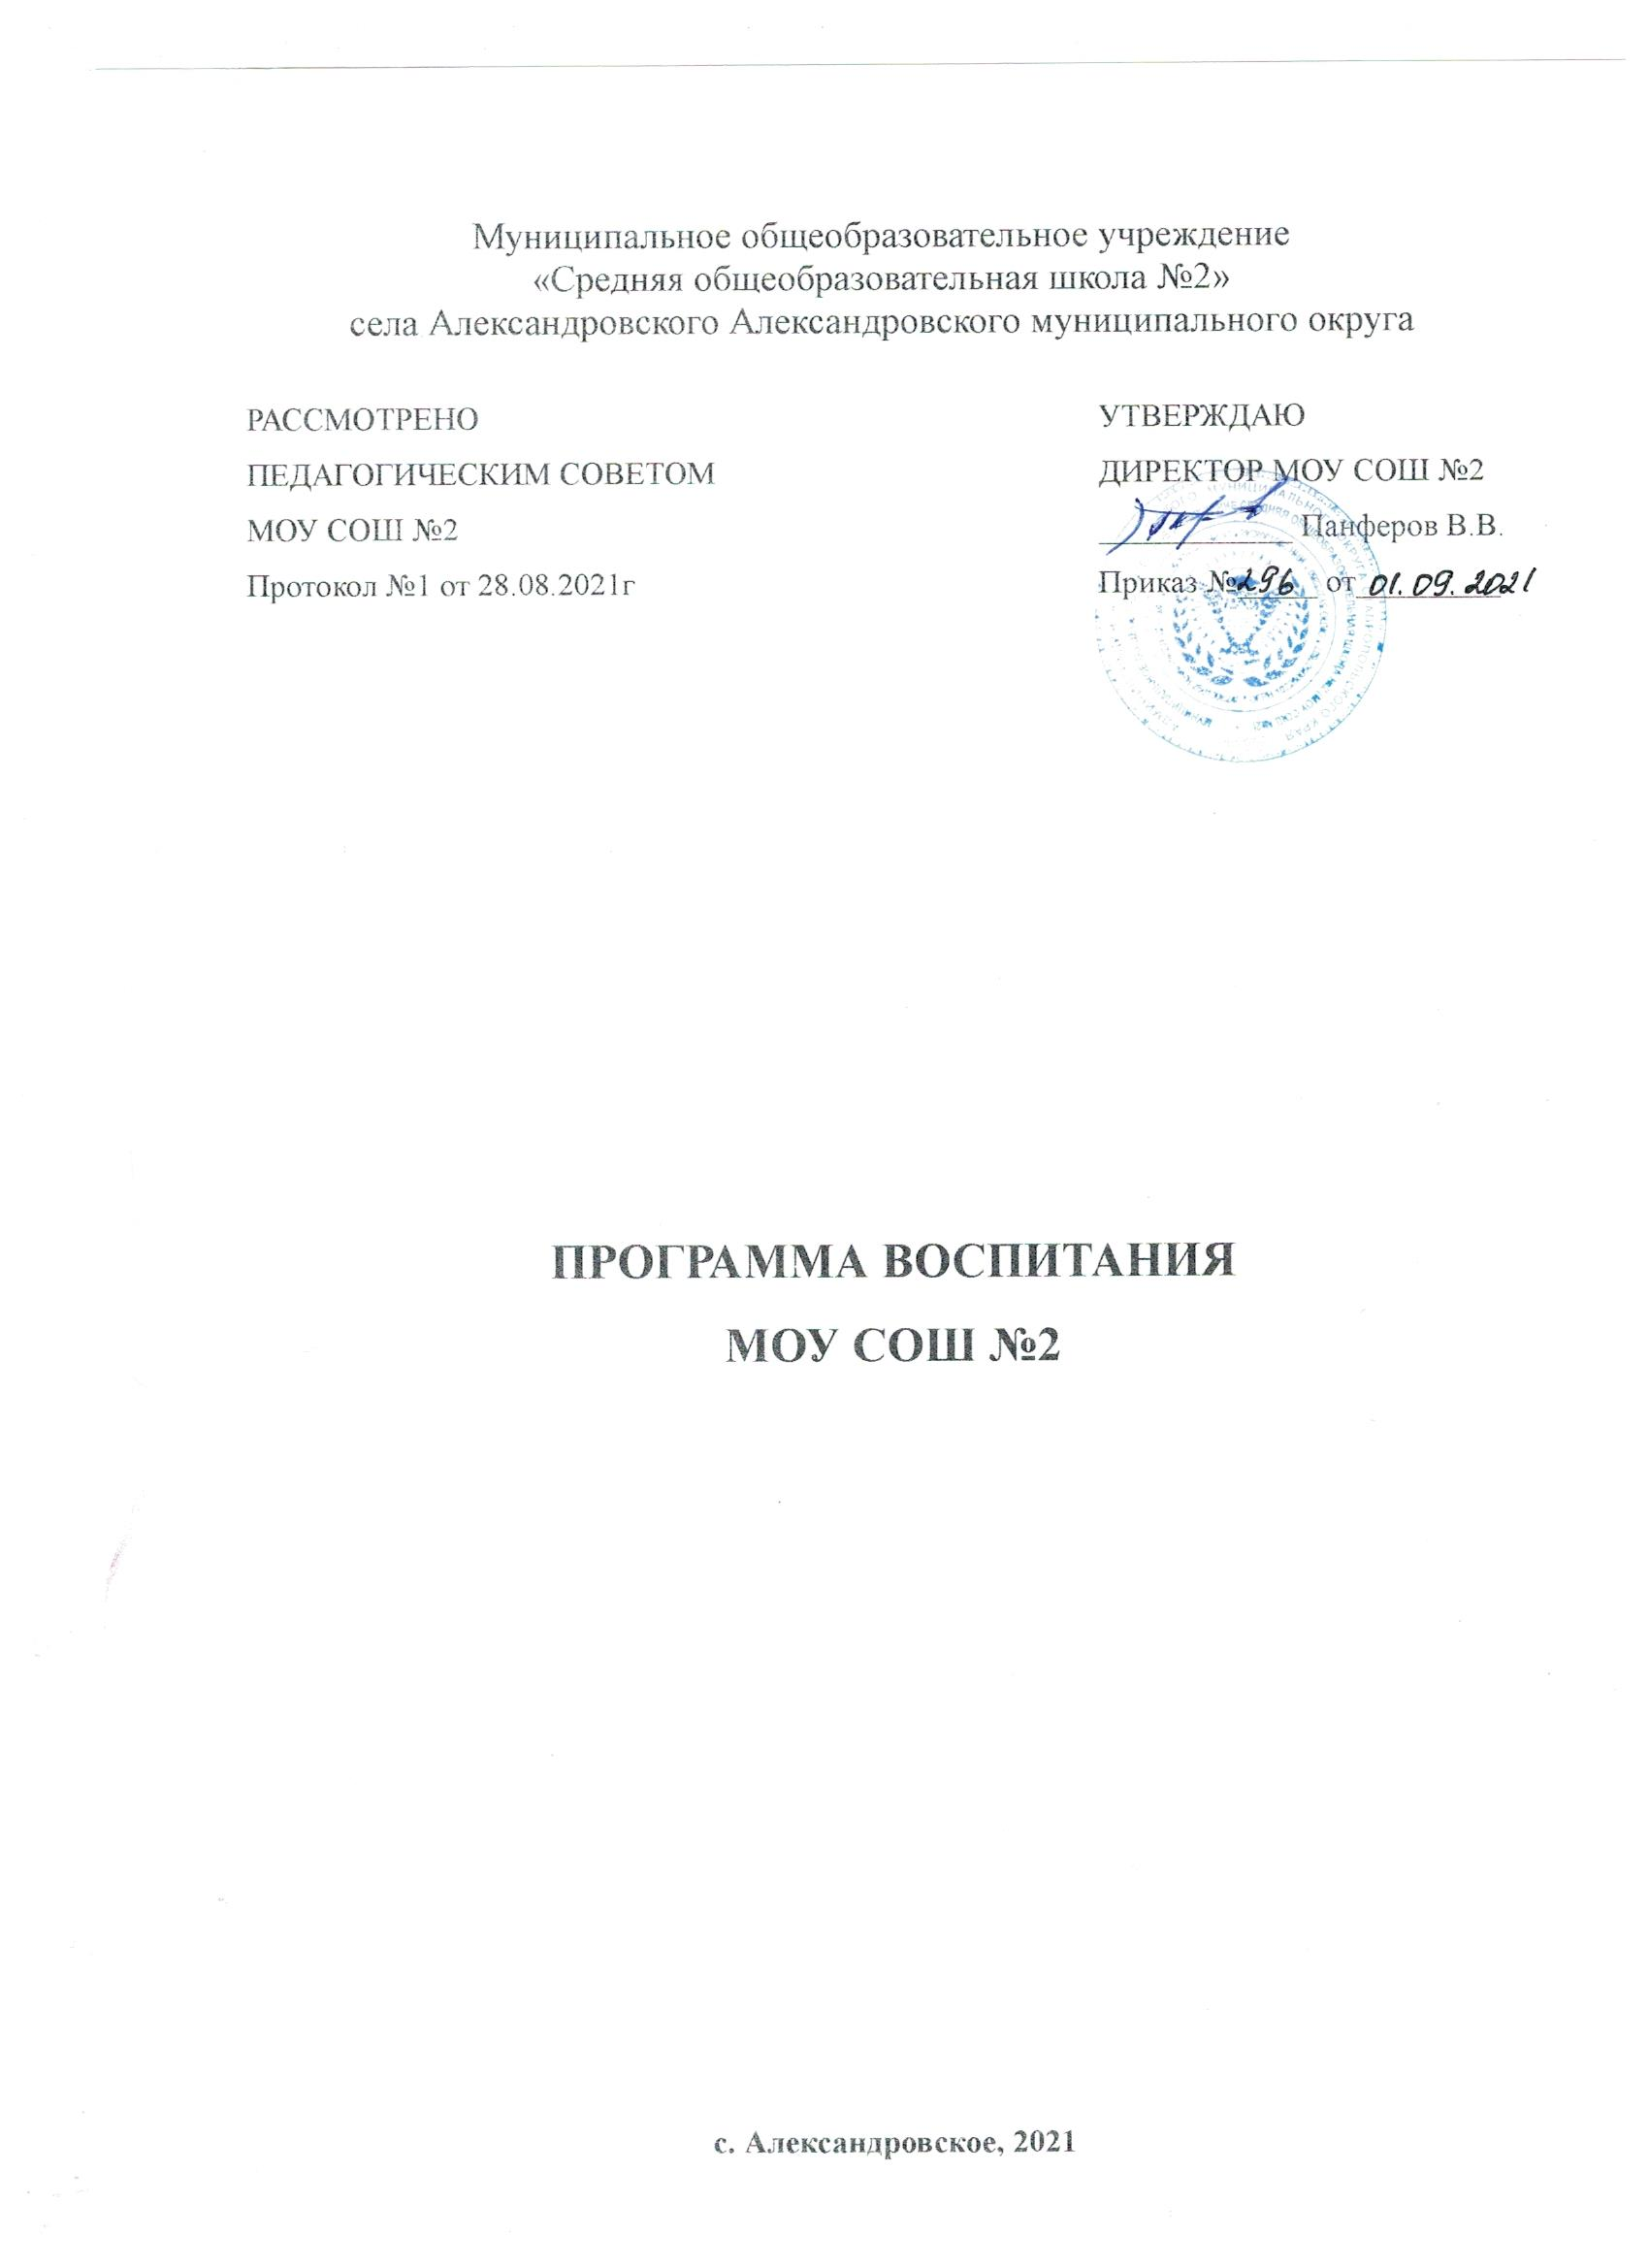 Муниципальное общеобразовательное учреждение
«Средняя общеобразовательная школа №2»
села Александровского Александровского муниципального округа
РАССМОТРЕНО
ПЕДАГОГИЧЕСКИМ СОВЕТОМ
МОУ СОШ №2
Протокол №1 от 28.08.2021г
УТВЕРЖДАЮ
ДИРЕКТОР МОУ СОШ №2
Панферов В.В.
Приказ № 296 от 01.09.2021
ПРОГРАММА ВОСПИТАНИЯ
МОУ СОШ №2
с. Александровское, 2021